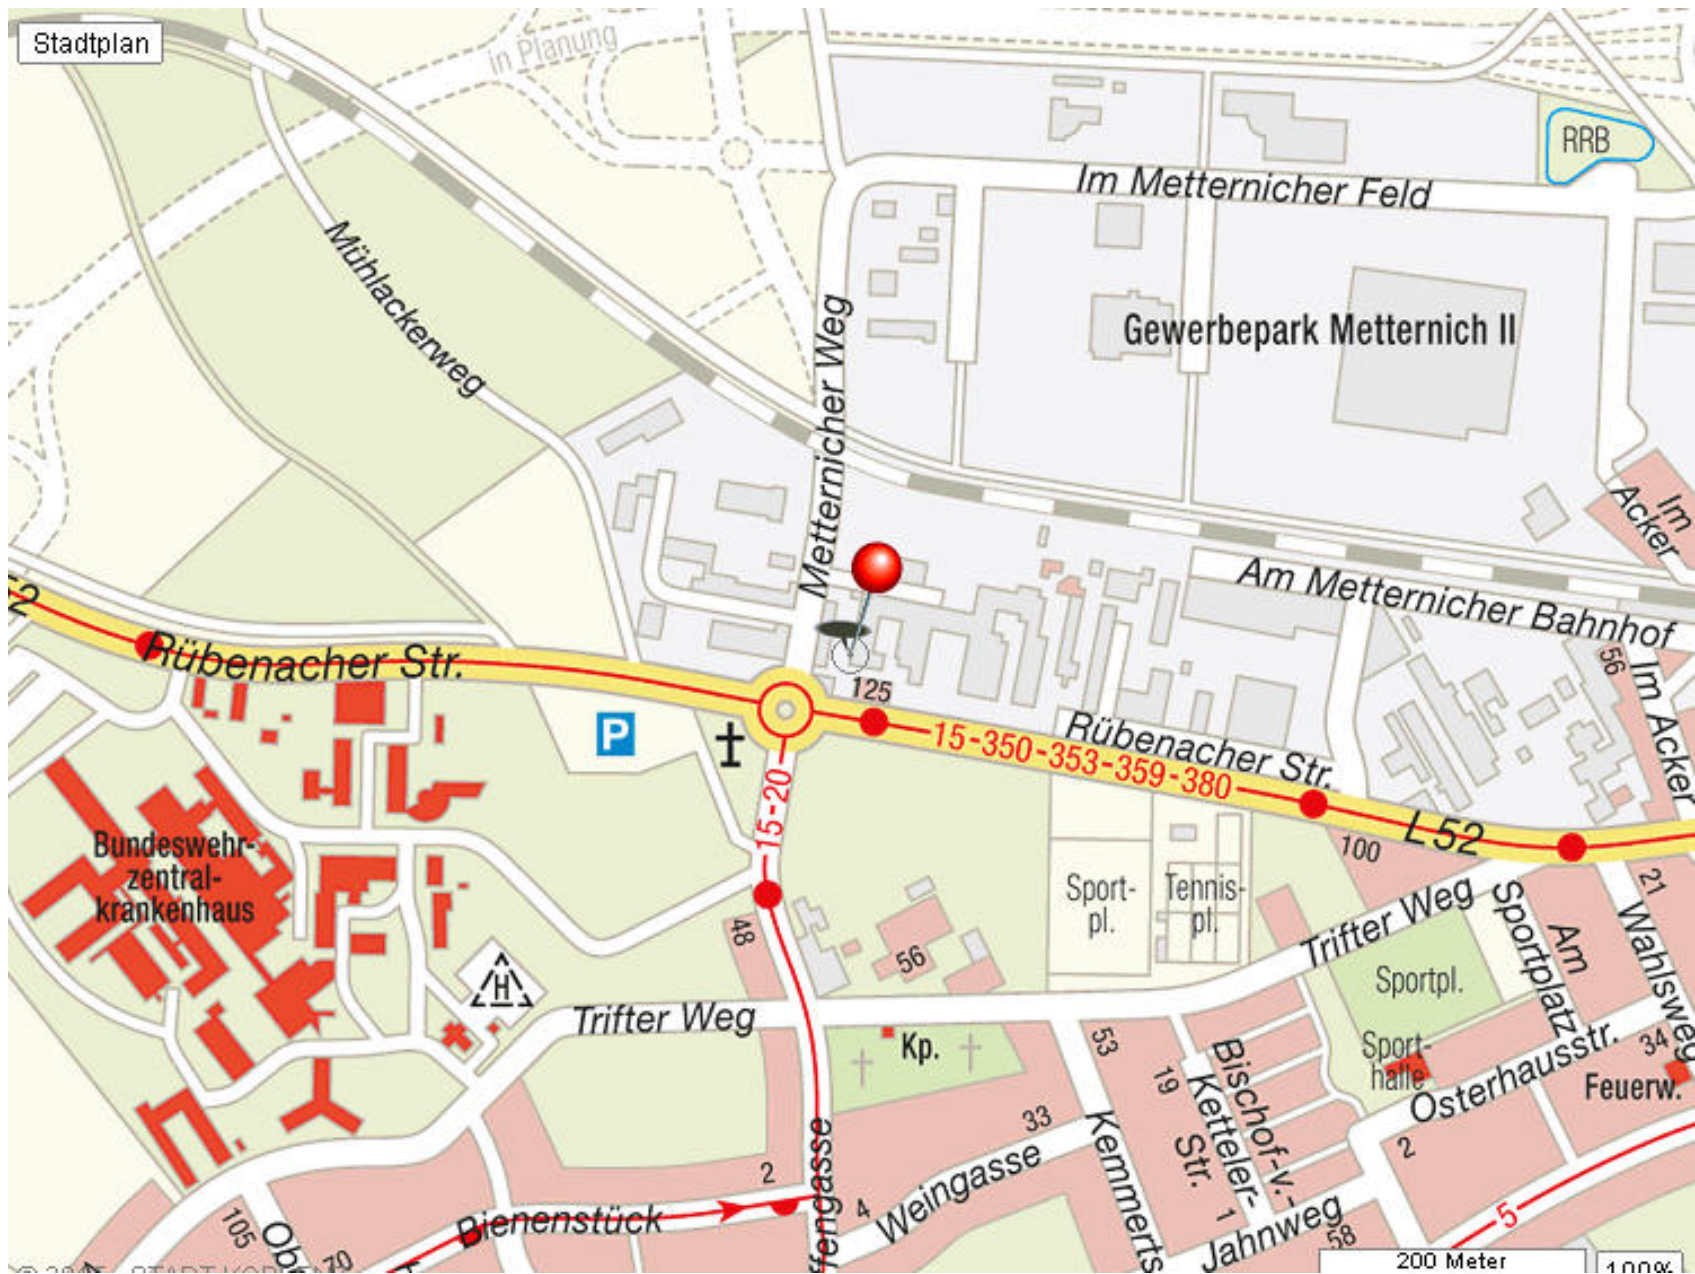 Stadtplan
in Planung
RRB
Im Metternicher Feld
Mühlackerweg
Metternicher Weg
Gewerbepark Metternich II
Im
Acker
Am Metternicher Bahnhof
52
Rübenacher Str.
125
56
Im Acker
P
15-350-353-359-380
Rübenacher Str.
15-20
L52
100
21
Bundeswehr-
zentral-
krankenhaus
Sport-
pl.
Tennis-
pl.
48
56
Trifter Weg
Sportplatz
Am
Wahlsweg
Sportpl.
H
Trifter Weg
Kp.
53
19
Bischof-v.-
Ketteler-
Str.
Sport-
halle
Osterhausstr.
34
Feuerw.
33
Kemmerts
2
2
4
Weingasse
1
Jahnweg
58
5
105
70
Bienenstück
200 Meter
100%